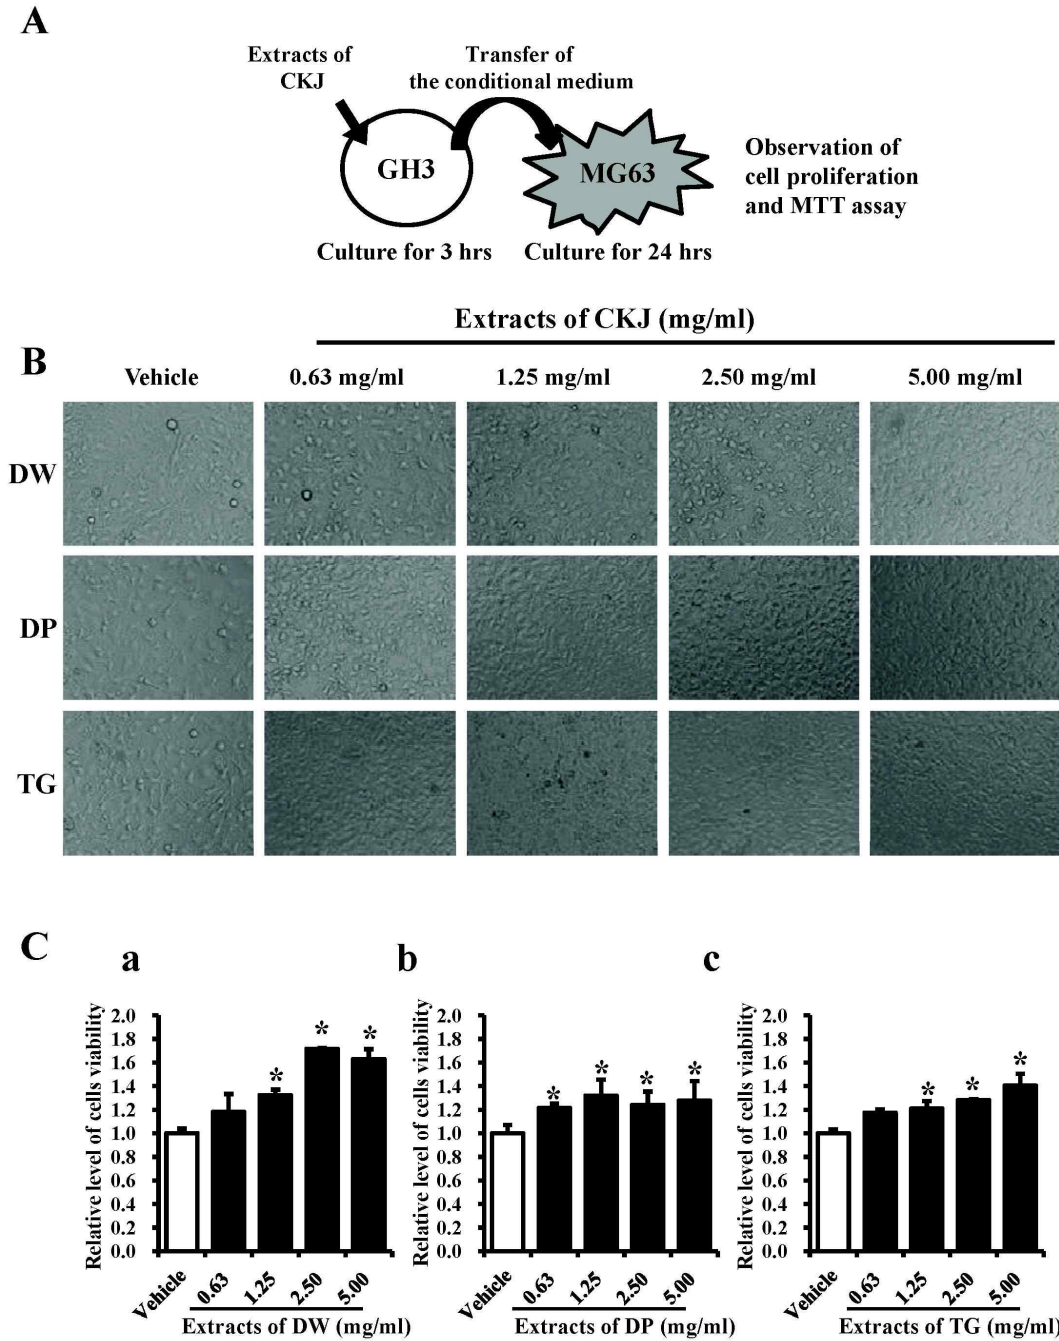 A
Extracts of
CKJ
Transfer of
the conditional medium
GH3
MG63
Observation of
cell proliferation
and MTT assay
Culture for 3 hrs
Culture for 24 hrs
Extracts of CKJ (mg/ml)
B
Vehicle
0.63 mg/ml
1.25 mg/ml
2.50 mg/ml
5.00 mg/ml
DW
DP
TG
C
a
Relative level of cells viability
2.0
1.8
1.6
1.4
1.2
1.0
0.8
0.6
0.4
0.2
0.0
*
*
*
Vehicle
0.63
1.25
2.50
5.00
Extracts of DW (mg/ml)
b
Relative level of cells viability
2.0
1.8
1.6
1.4
1.2
1.0
0.8
0.6
0.4
0.2
0.0
*
*
*
*
Vehicle
0.63
1.25
2.50
5.00
Extracts of DP (mg/ml)
c
Relative level of cells viability
2.0
1.8
1.6
1.4
1.2
1.0
0.8
0.6
0.4
0.2
0.0
*
*
*
Vehicle
0.63
1.25
2.50
5.00
Extracts of TG (mg/ml)